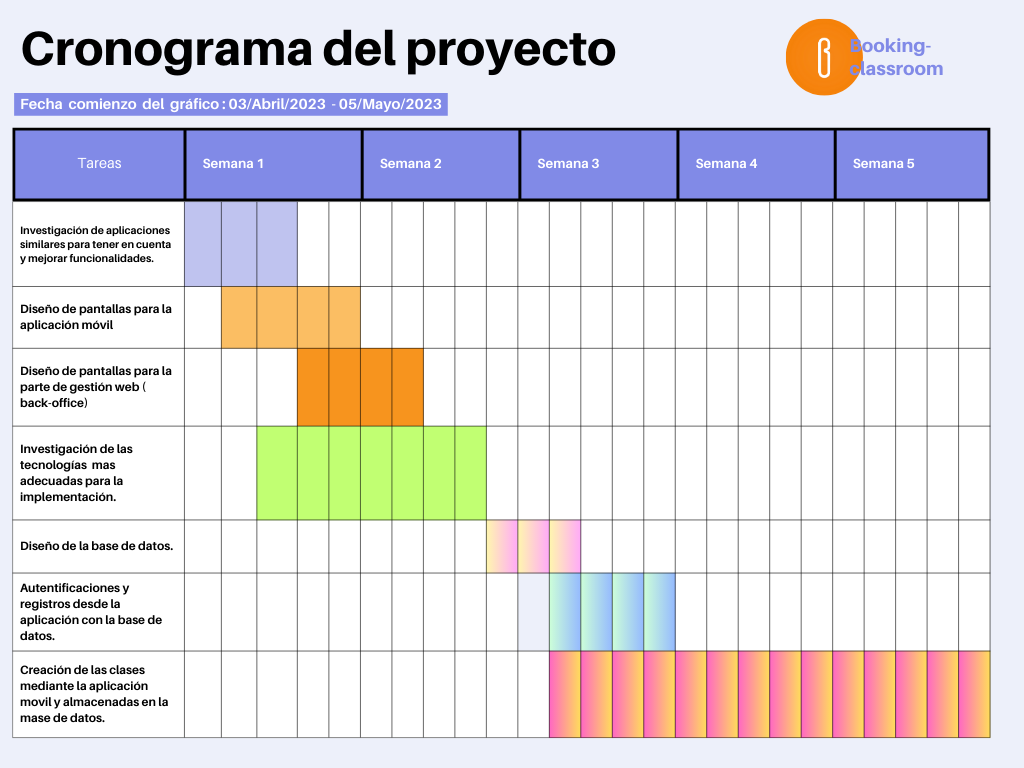 Cronograma del proyecto
Booking-
classroom
Fecha comienzo del gráfico : 03/Abril/2023 - 05/Mayo/2023
Tareas
Semana 1
Semana 2
Semana 3
Semana 4
Semana 5
Investigación de aplicaciones
similares para tener en cuenta
y mejorar funcionalidades.
Diseño de pantallas para la
aplicación móvil
Diseño de pantallas para la
parte de gestión web (
back-office)
Investigación de las
tecnologías mas
adecuadas para la
implementación.
Diseño de la base de datos.
Autentificaciones y
registros desde la
aplicación con la base de
datos.
Creación de las clases
mediante la aplicación
movil y almacenadas en la
mase de datos.